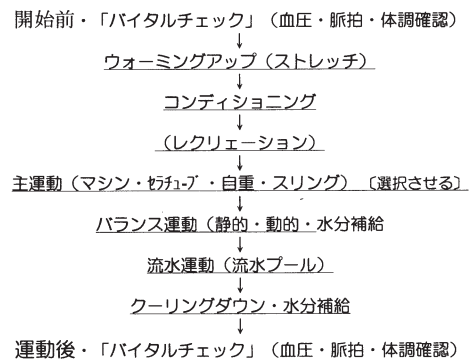 開始前・「バイタルチェック」（血圧・脈拍・体調確認）
↓
ウォーミングアップ（ストレッチ）
↓
コンディショニング
↓
（レクリェーション）
↓
主運動（マシン・ｾﾗﾁｭｰﾌﾞ・自重・スリング）〔選択させる〕
↓
バランス運動（静的・動的・水分補給
↓
流水運動（流水プール）
↓
クーリングダウン・水分補給
↓
運動後・「バイタルチェック」（血圧・脈拍・体調確認）